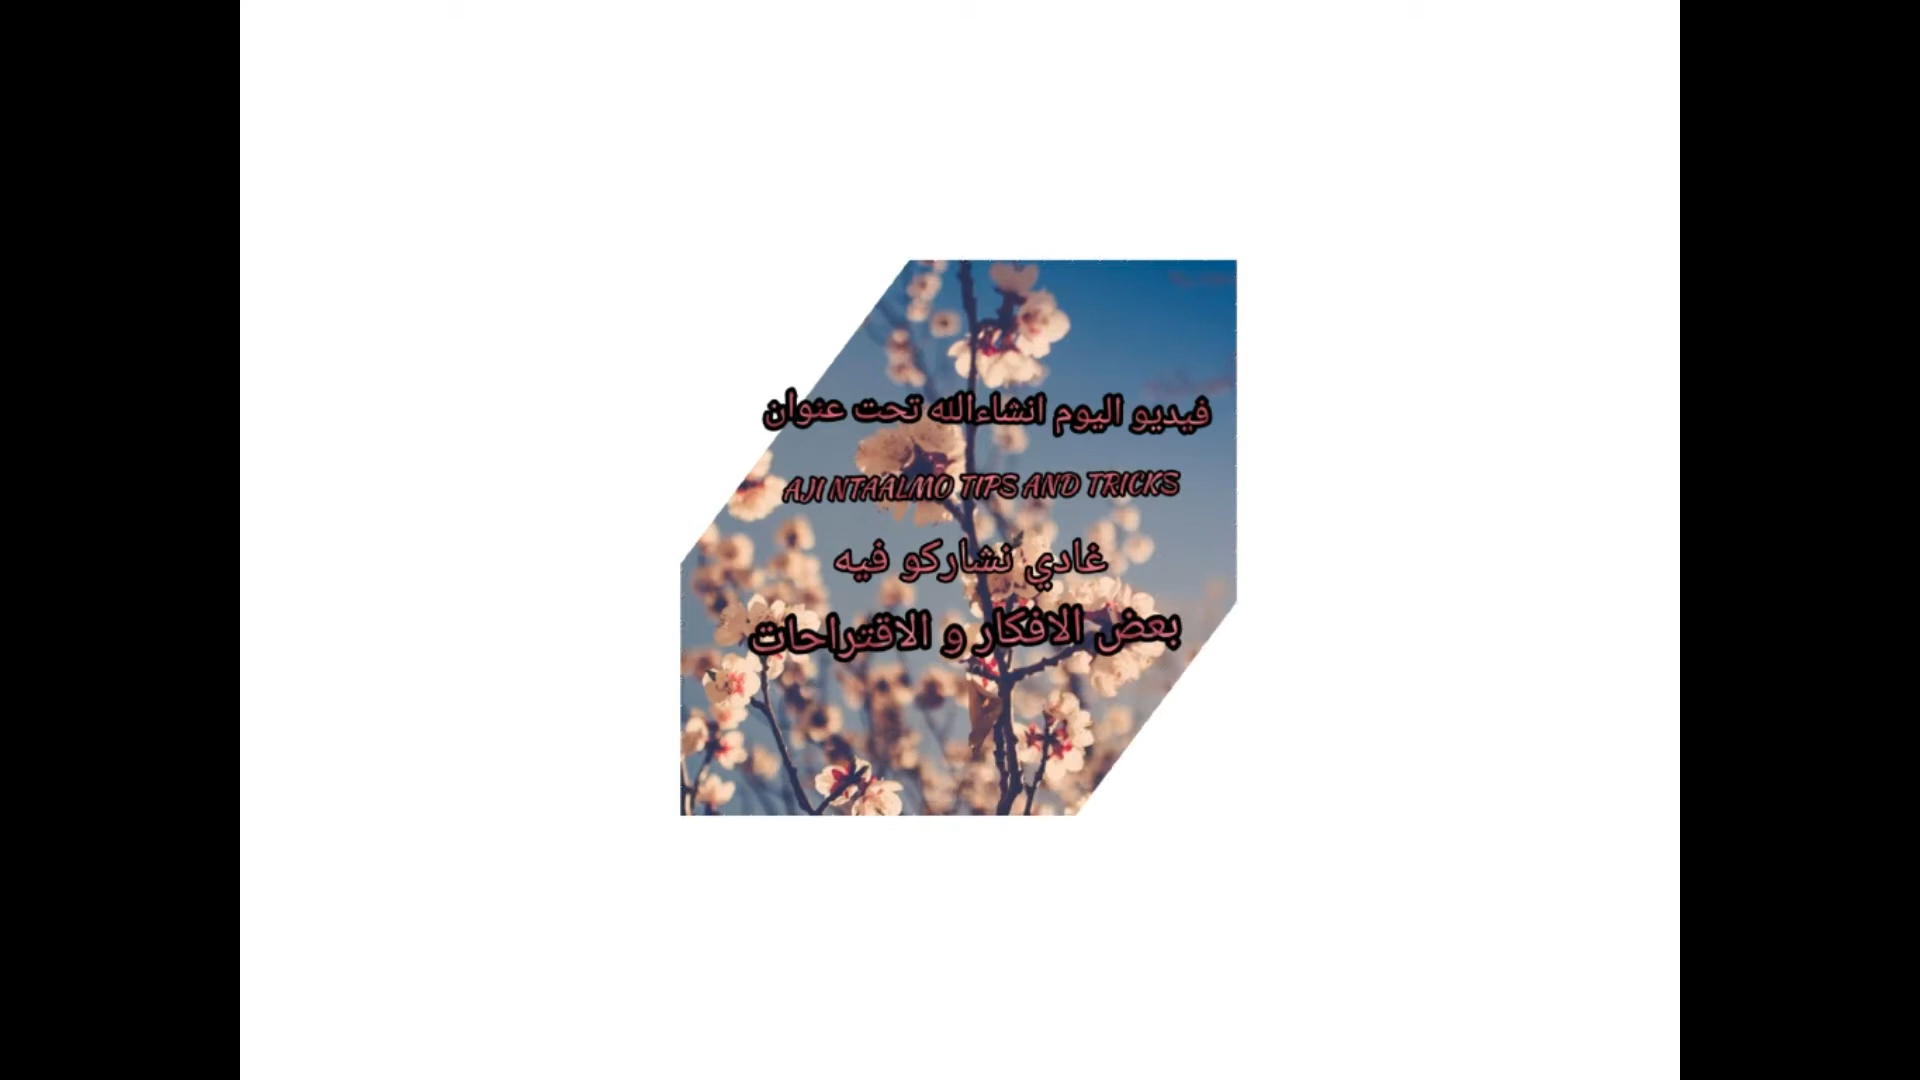 فيديو اليوم انشاءالله تحت عنوان
AJI NTAALMO TIPS AND TRICKS
غادي نشاركو فيه
بعض الافكار و الاقتراحات